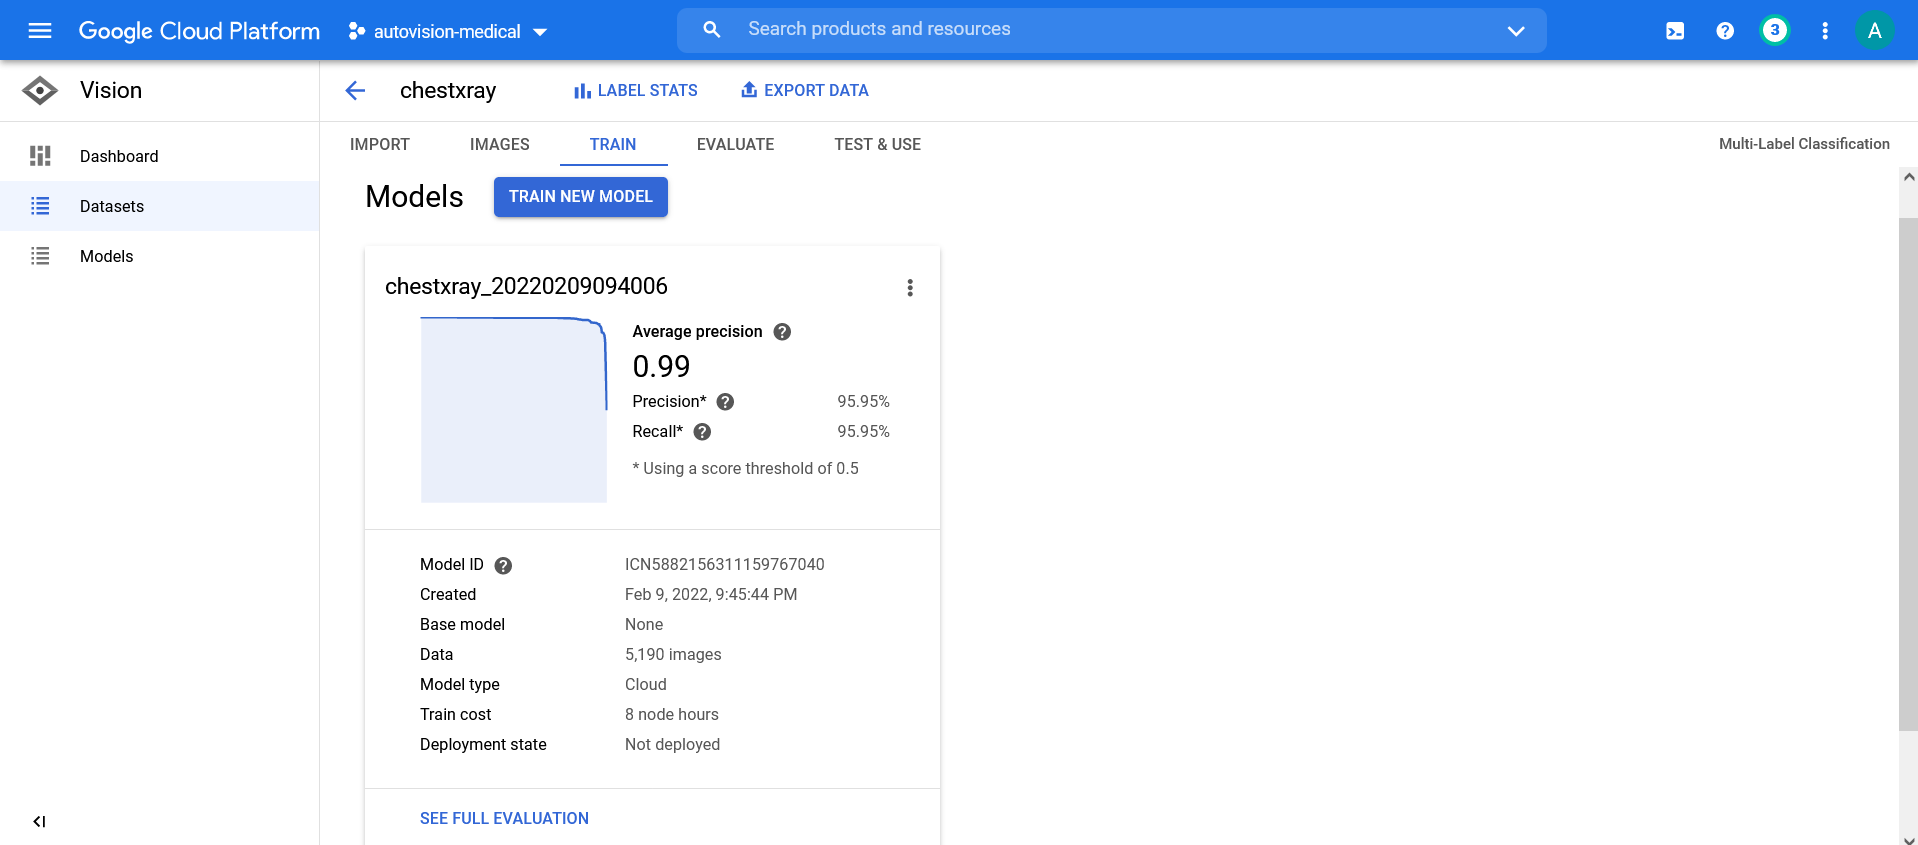 Google Cloud Platform
autovision-medical
Search products and resources
3
A
Vision
chestxray
LABEL STATS
EXPORT DATA
Dashboard
Datasets
Models
IMPORT
IMAGES
TRAIN
EVALUATE
TEST & USE
Multi-Label Classification
Models
TRAIN NEW MODEL
chestxray_20220209094006
Average precision
0.99
Precision* 95.95%
Recall* 95.95%
* Using a score threshold of 0.5
Model ID ICN5882156311159767040
Created Feb 9, 2022, 9:45:44 PM
Base model None
Data 5,190 images
Model type Cloud
Train cost 8 node hours
Deployment state Not deployed
SEE FULL EVALUATION